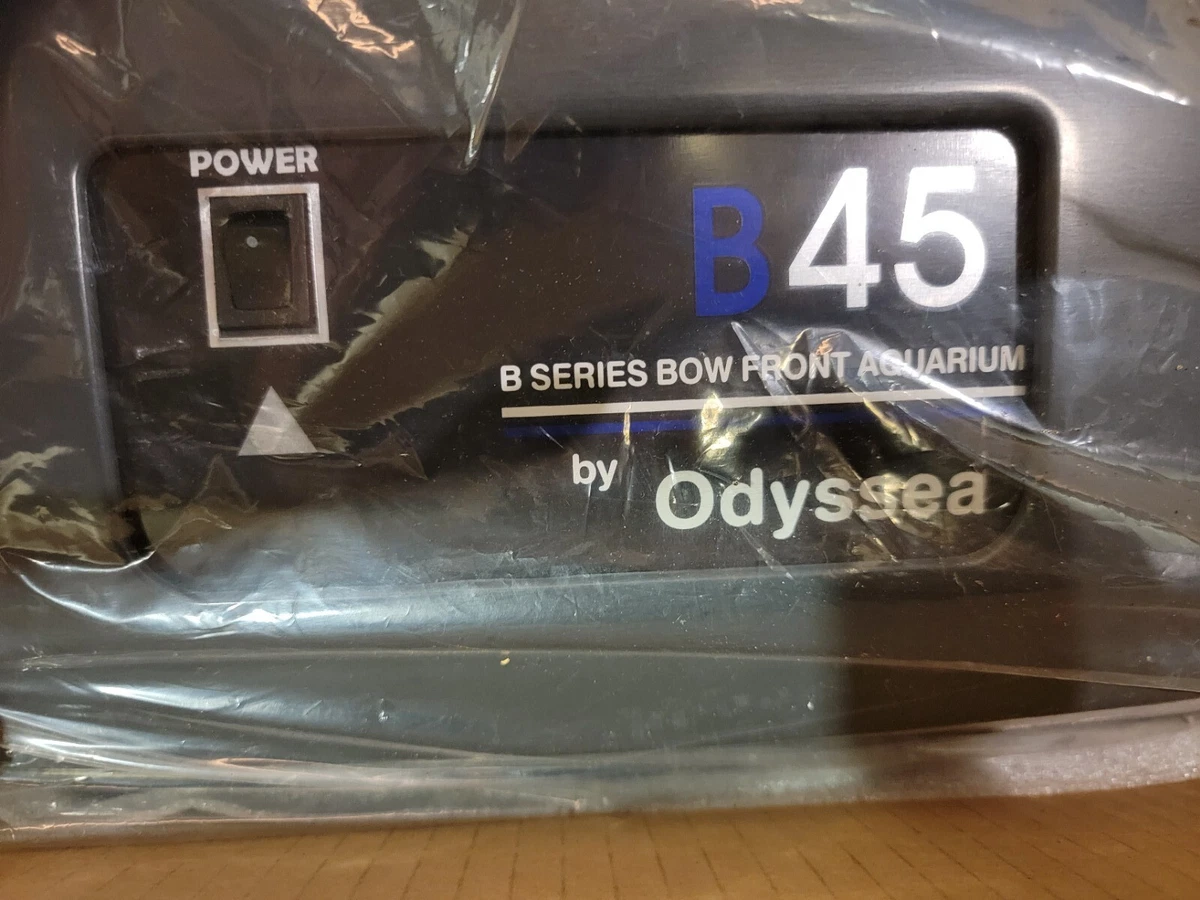 POWER
B45
B SERIES BOW FRONT AQUARIUM
by Odyssea